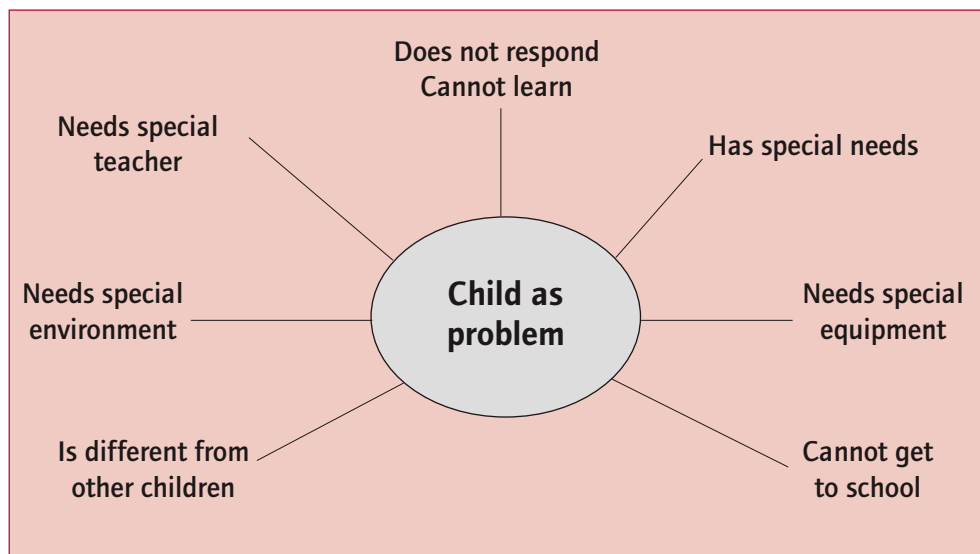 Does not respond
Cannot learn
Needs special
teacher
Has special needs
Needs special
environment
Child as
problem
Needs special
equipment
Is different from
other children
Cannot get
to school